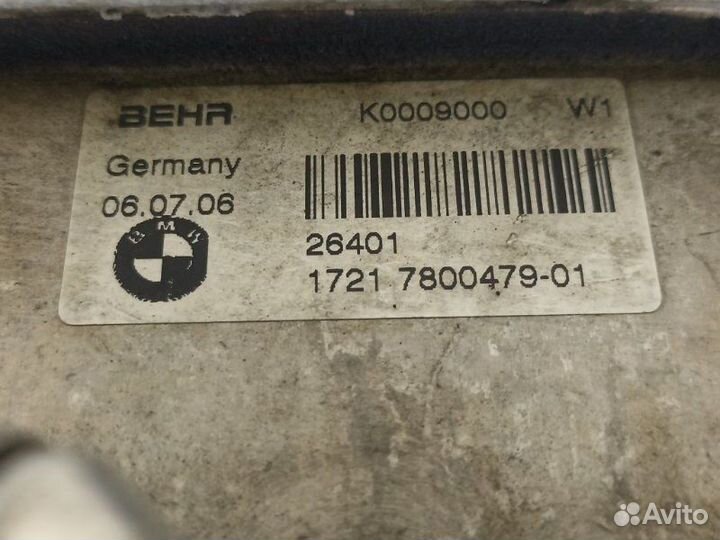 BEHR K0009000 W1
Germany
06.07.06
BMW
26401
1721 7800479-01
Avito